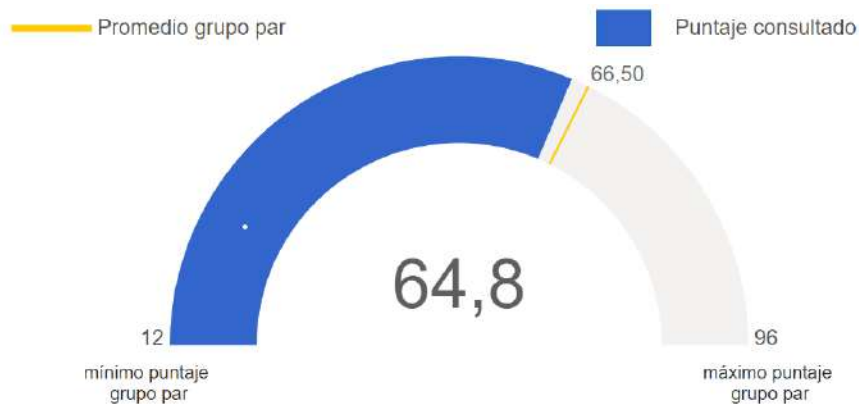 Promedio grupo par
Puntaje consultado
66,50
64,8
12
96
mínimo puntaje
grupo par
máximo puntaje
grupo par